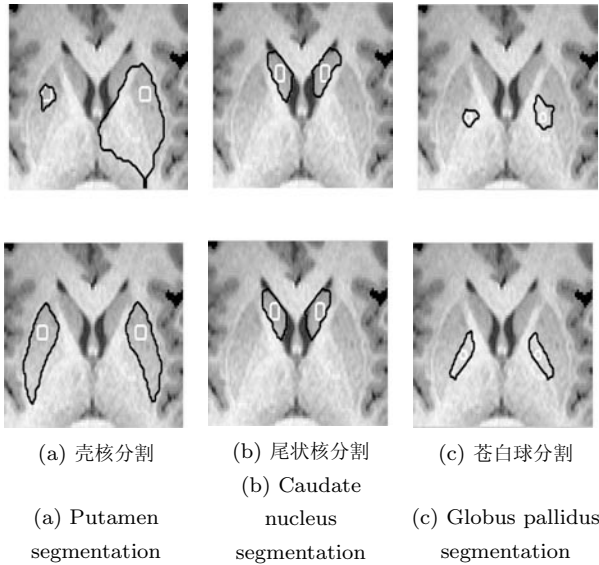 (a) 壳核分割
(b) 尾状核分割
(c) 苍白球分割
(a) Putamen
segmentation
(b) Caudate
nucleus
segmentation
(c) Globus pallidus
segmentation